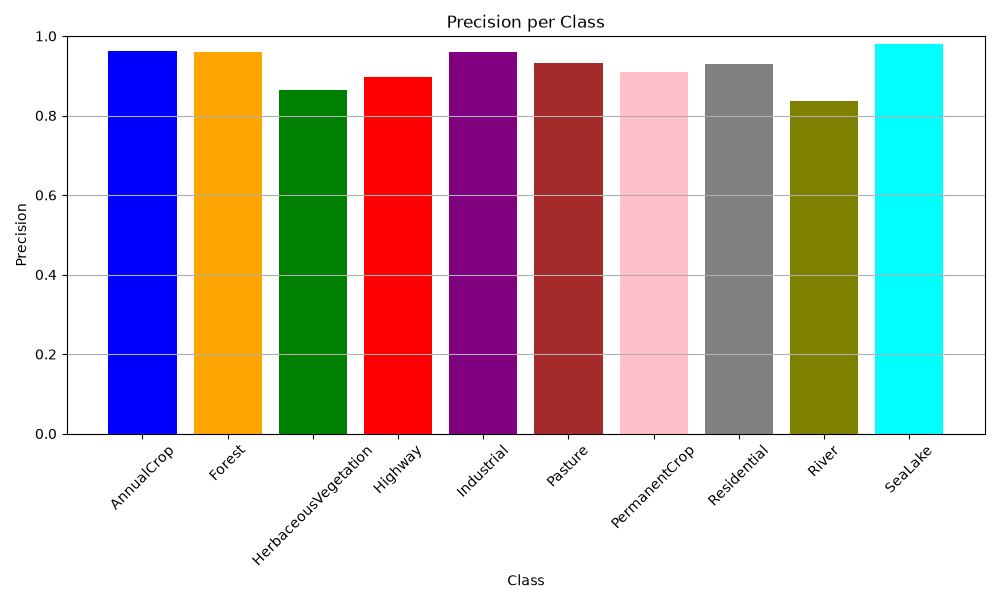 Precision per Class
Precision
1.0
0.8
0.6
0.4
0.2
0.0
AnnualCrop
Forest
HerbaceousVegetation
Highway
Industrial
Pasture
PermanentCrop
Residential
River
SeaLake
Class